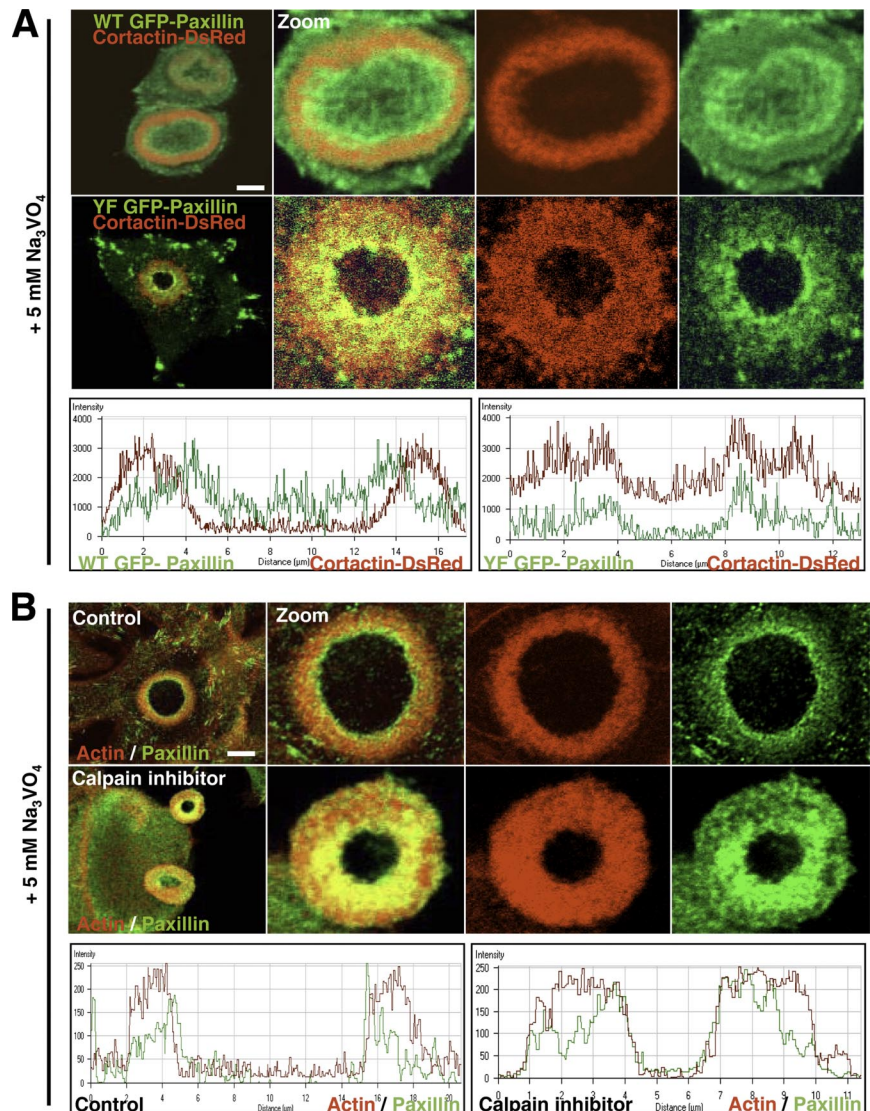 A
+ 5 mM Na₃VO₄
WT GFP-Paxillin
Cortactin-DsRed
Zoom
YF GFP-Paxillin
Cortactin-DsRed
Intensity
4000
3000
2000
1000
0
0 2 4 6 8 10 12 14 16
Distance (µm)
WT GFP- Paxillin
Cortactin-DsRed
Intensity
4000
3000
2000
1000
0
0 2 4 6 8 10 12
Distance (µm)
YF GFP- Paxillin
Cortactin-DsRed
B
+ 5 mM Na₃VO₄
Control
Actin / Paxillin
Zoom
Calpain inhibitor
Actin / Paxillin
Intensity
250
200
150
100
50
0
0 2 4 6 8 10 12 14 16 18 20
Distance (µm)
Control
Actin / Paxillin
Intensity
250
200
150
100
50
0
0 1 2 3 4 5 6 7 8 9 10 11
Distance (µm)
Calpain inhibitor
Actin / Paxillin